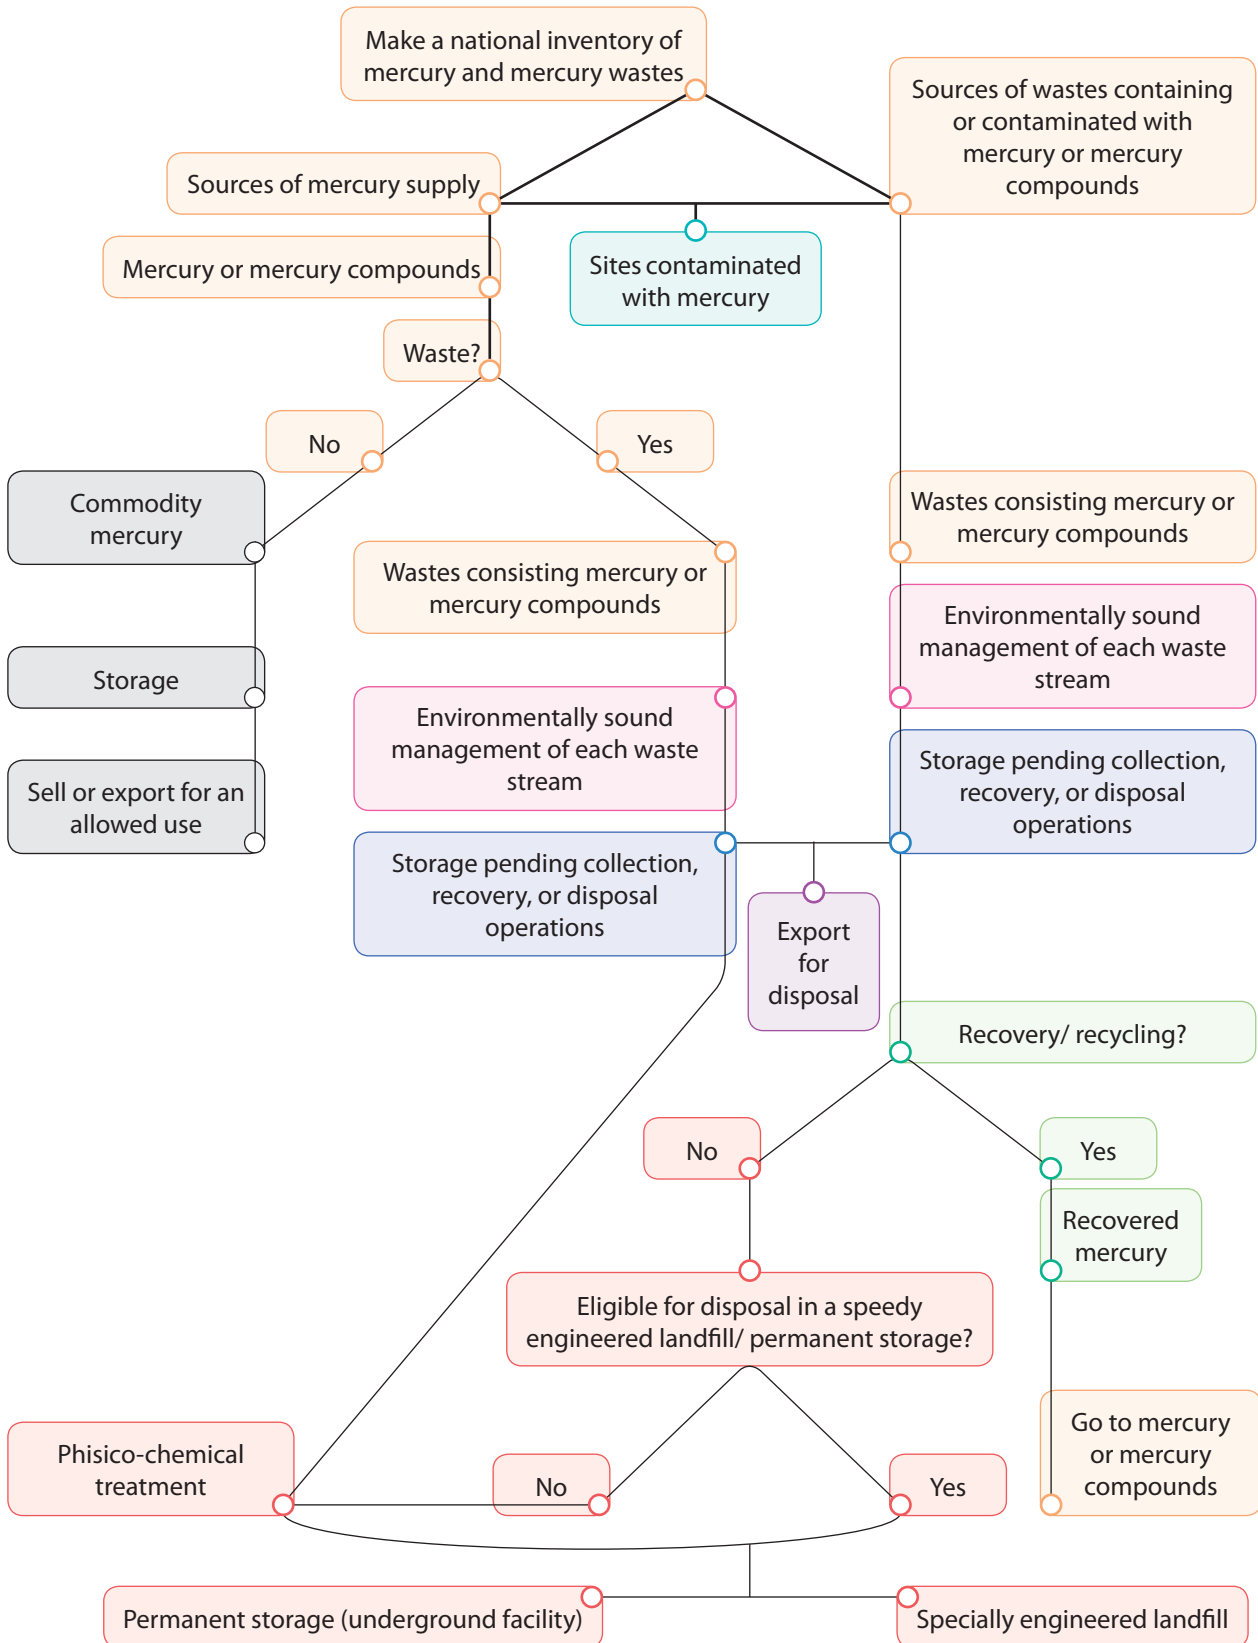 Make a national inventory of
mercury and mercury wastes
Sources of wastes containing
or contaminated with
mercury or mercury
compounds
Sources of mercury supply
Mercury or mercury compounds
Sites contaminated
with mercury
Waste?
No
Yes
Commodity
mercury
Wastes consisting mercury or
mercury compounds
Wastes consisting mercury or
mercury compounds
Environmentally sound
management of each waste
stream
Storage
Environmentally sound
management of each waste
stream
Storage pending collection,
recovery, or disposal
operations
Sell or export for an
allowed use
Storage pending collection,
recovery, or disposal
operations
Export
for
disposal
Recovery/ recycling?
No
Yes
Recovered
mercury
Eligible for disposal in a speedy
engineered landfill/ permanent storage?
Go to mercury
or mercury
compounds
Phisico-chemical
treatment
No
Yes
Permanent storage (underground facility)
Specially engineered landfill